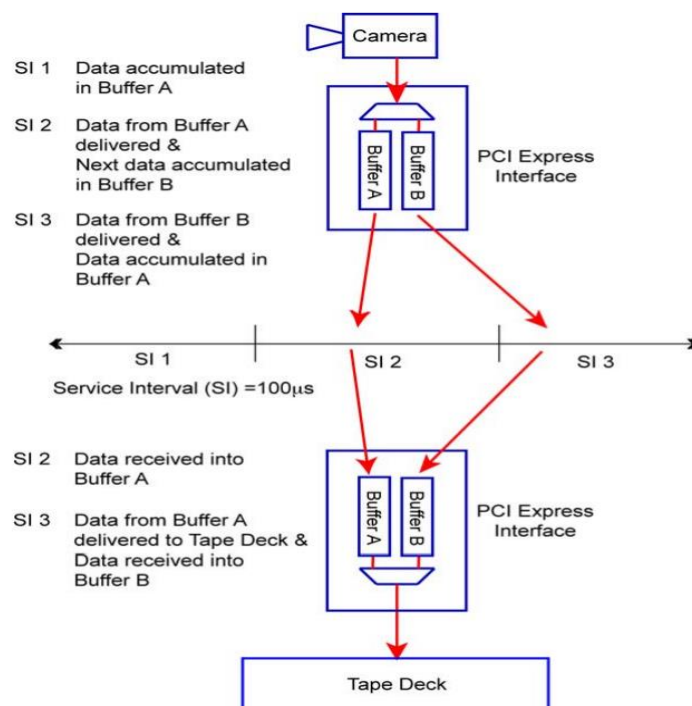 Camera
SI 1 Data accumulated
in Buffer A
SI 2 Data from Buffer A
delivered &
Next data accumulated
in Buffer B
SI 3 Data from Buffer B
delivered &
Data accumulated in
Buffer A
Buffer A
Buffer B
PCI Express
Interface
SI 1
SI 2
SI 3
Service Interval (SI) =100µs
SI 2 Data received into
Buffer A
SI 3 Data from Buffer A
delivered to Tape Deck &
Data received into
Buffer B
Buffer A
Buffer B
PCI Express
Interface
Tape Deck